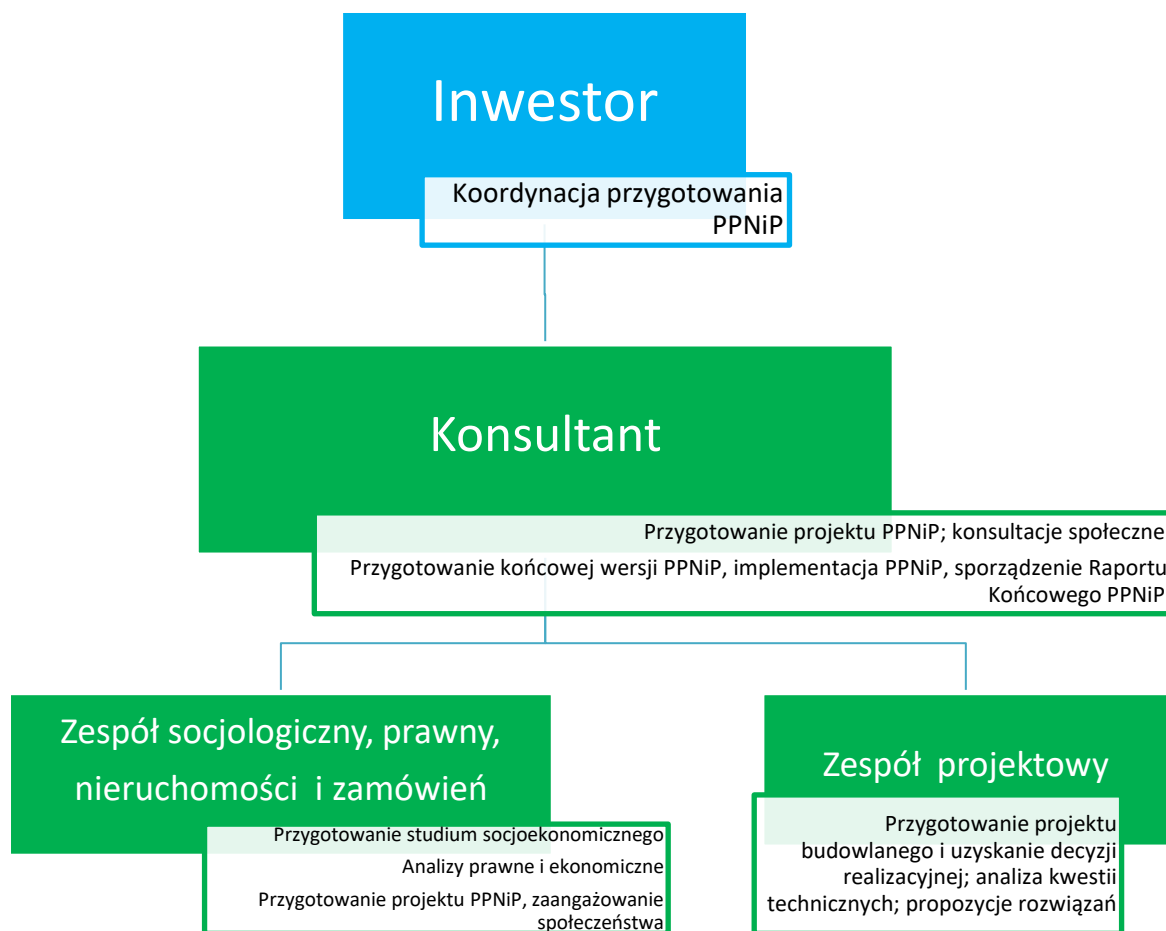 Inwestor
Koordynacja przygotowania
PPNiP
Konsultant
Przygotowanie projektu PPNiP; konsultacje społeczne
Przygotowanie końcowej wersji PPNiP, implementacja PPNiP, sporządzenie Raportu
Końcowego PPNiP
Zespół socjologiczny, prawny,
nieruchomości i zamówień
Przygotowanie studium socjoekonomicznego
Analizy prawne i ekonomiczne
Przygotowanie projektu PPNiP, zaangażowanie
społeczeństwa
Zespół projektowy
Przygotowanie projektu
budowlanego i uzyskanie decyzji
realizacyjnej; analiza kwestii
technicznych; propozycje rozwiązań